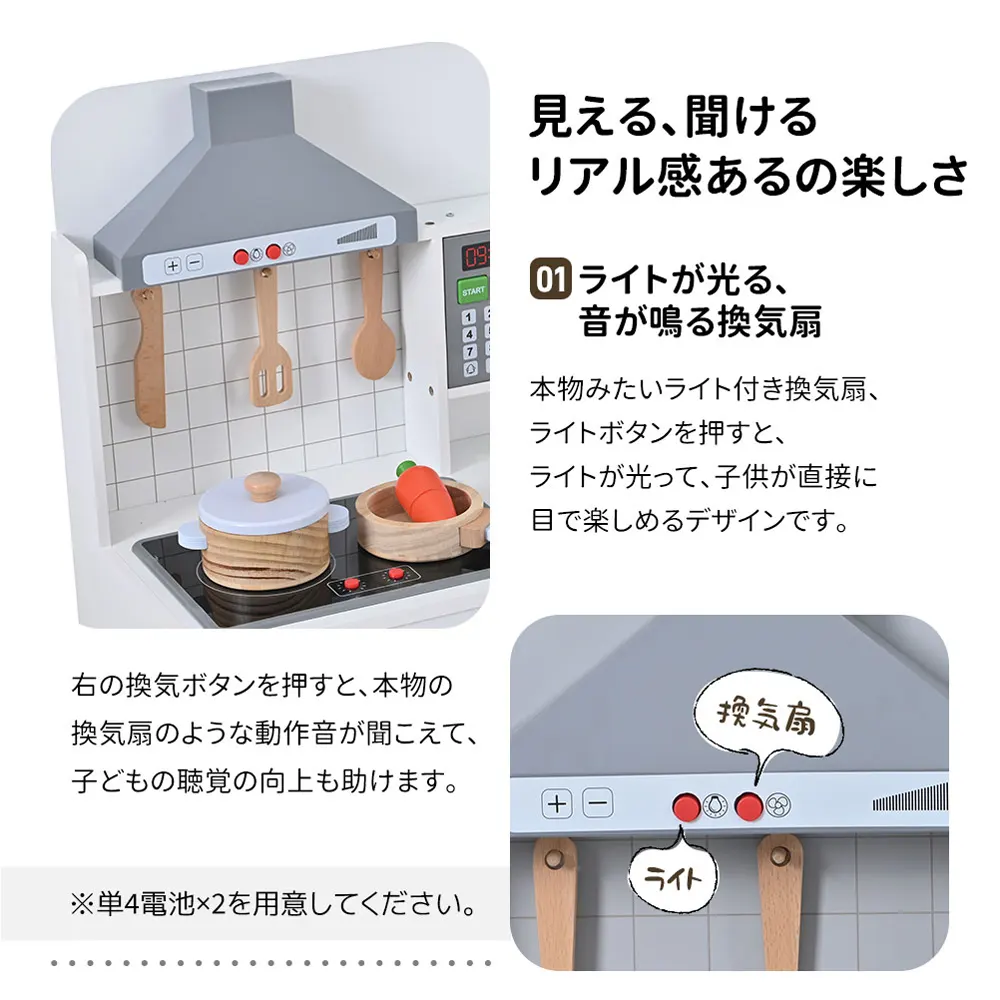 見える、聞ける
リアル感あるの楽しさ
01 ライトが光る、
音が鳴る換気扇
本物みたいライト付き換気扇、
ライトボタンを押すと、
ライトが光って、子供が直接に
目で楽しめるデザインです。
+ −
09:
START
1 2
4 5
7 8
右の換気ボタンを押すと、本物の
換気扇のような動作音が聞こえて、
子どもの聴覚の向上も助けます。
※単4電池×2を用意してください。
換気扇
+ −
ライト